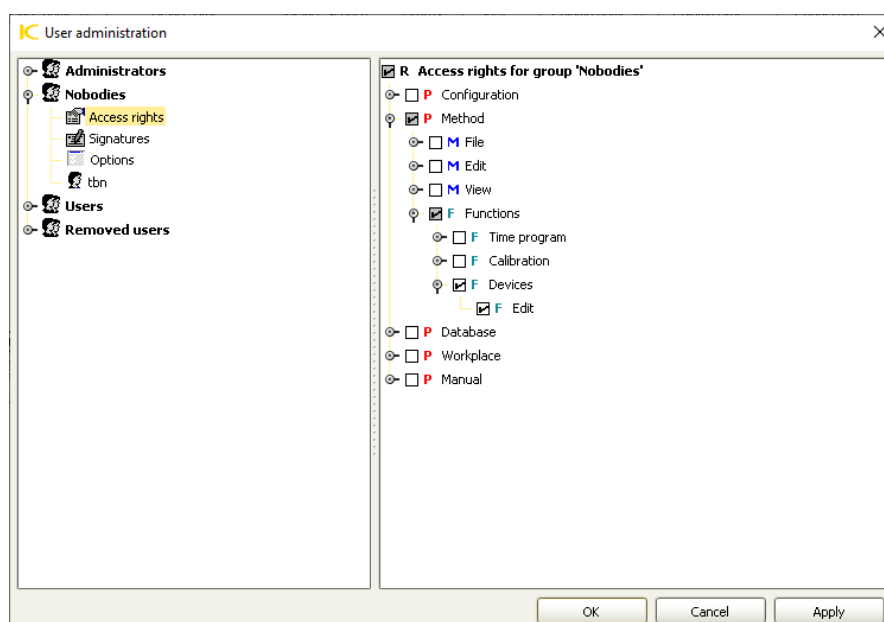 User administration
Administrators
Nobodies
Access rights
Signatures
Options
tbn
Users
Removed users
R Access rights for group 'Nobodies'
P Configuration
P Method
M File
M Edit
M View
F Functions
F Time program
F Calibration
F Devices
F Edit
P Database
P Workplace
P Manual
OK Cancel Apply